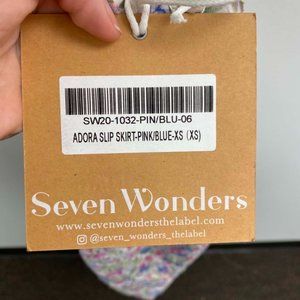 SW20-1032-PIN/BLU-06
ADORA SLIP SKIRT-PINK/BLUE-XS (XS)
Seven Wonders
www.sevenwondersthelabel.com
@seven_wonders_thelabel